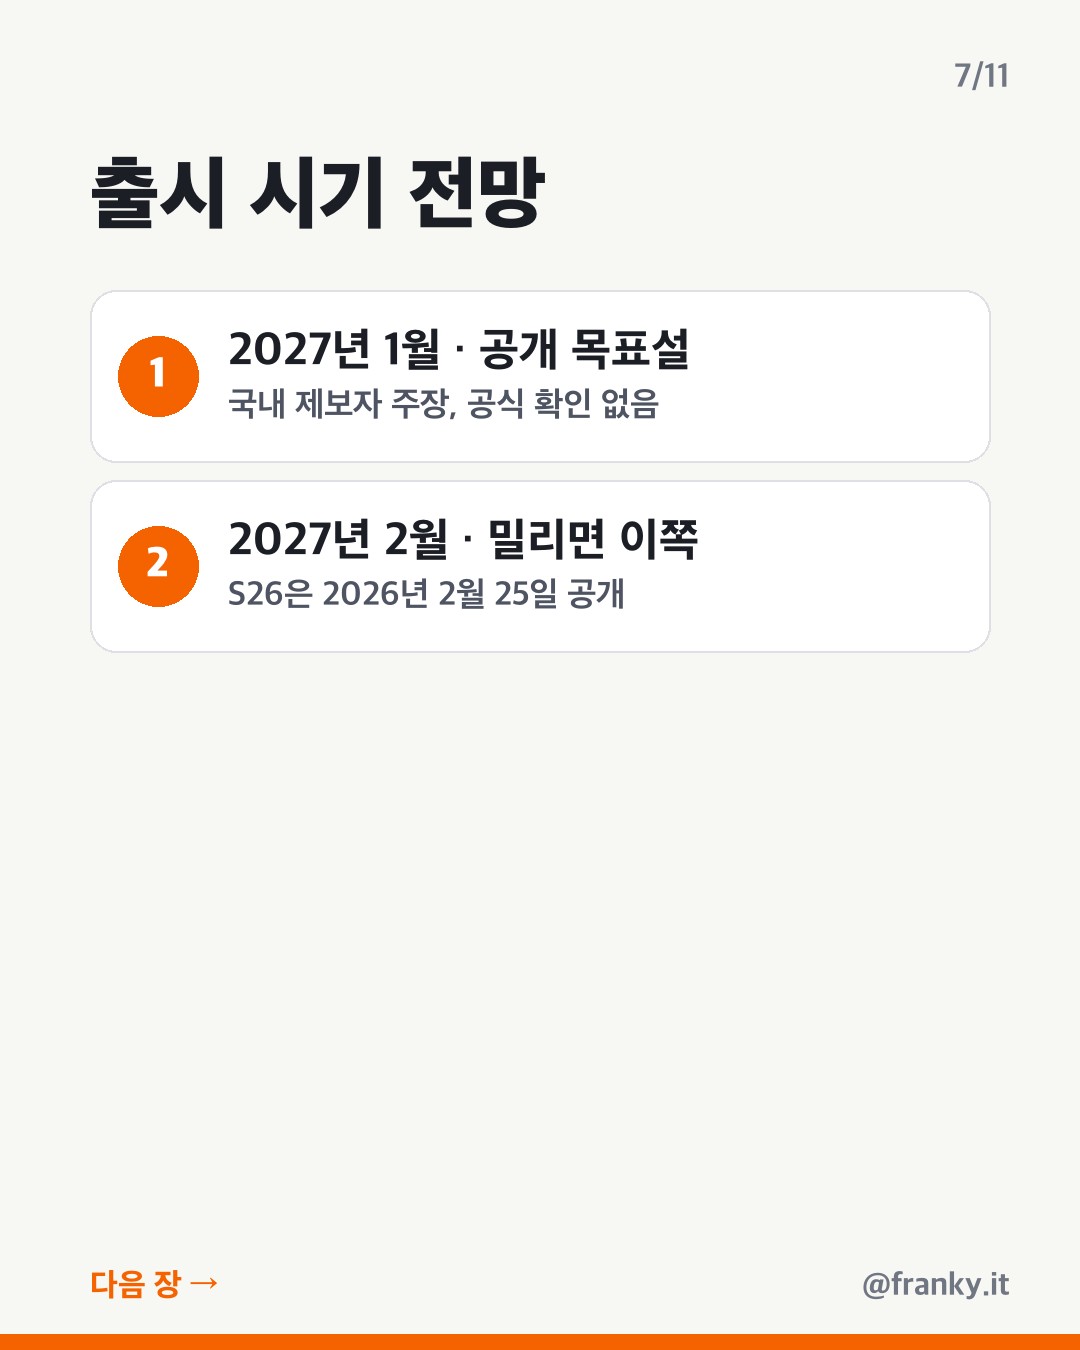 7/11
출시 시기 전망
1
2027년 1월 · 공개 목표설
국내 제보자 주장, 공식 확인 없음
2
2027년 2월 · 밀리면 이쪽
S26은 2026년 2월 25일 공개
다음 장 →
@franky.it